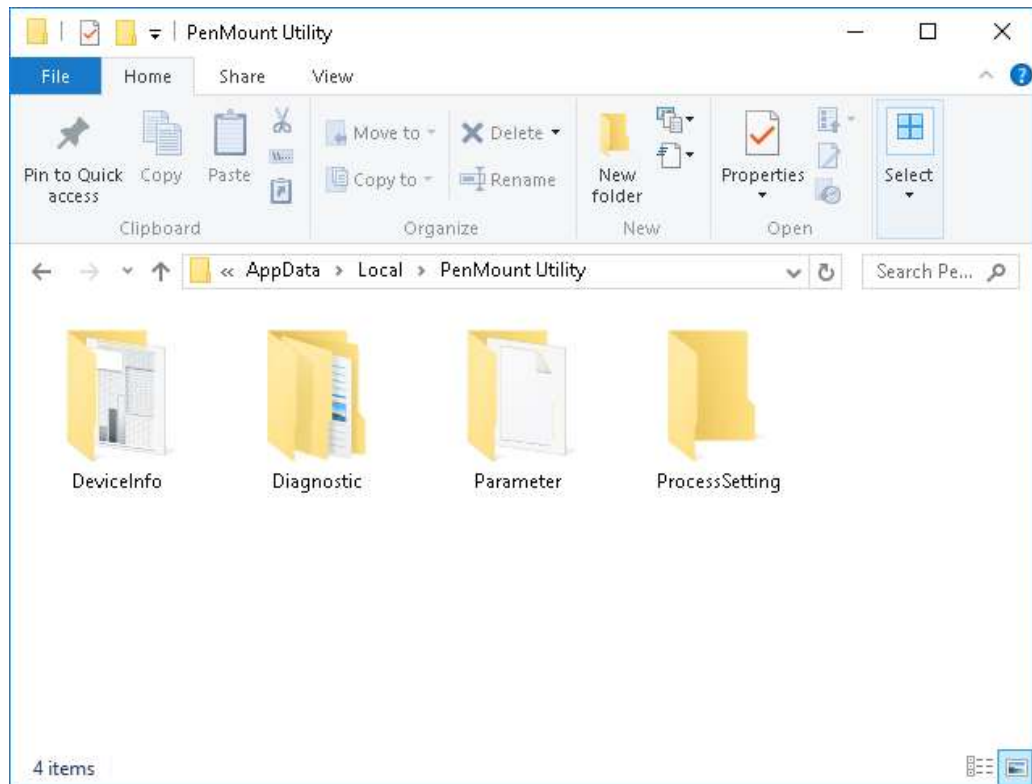 PenMount Utility
File Home Share View
Pin to Quick access
Copy
Paste
Clipboard
Move to
Copy to
Delete
Rename
Organize
New folder
New
Properties
Open
Select
« AppData > Local > PenMount Utility
Search Pe...
DeviceInfo
Diagnostic
Parameter
ProcessSetting
4 items